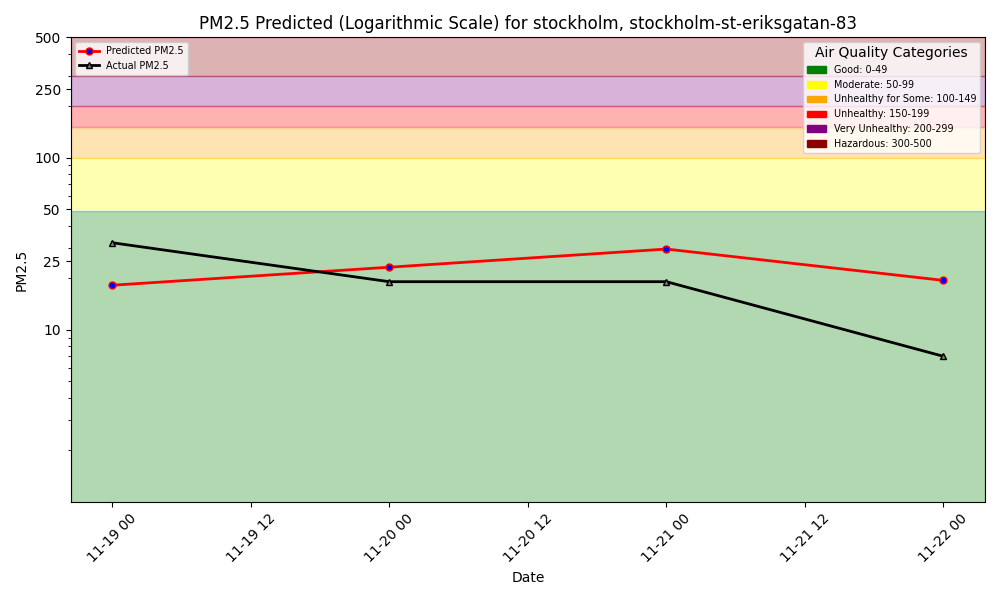 PM2.5 Predicted (Logarithmic Scale) for stockholm, stockholm-st-eriksgatan-83
Predicted PM2.5
Actual PM2.5
Air Quality Categories
Good: 0-49
Moderate: 50-99
Unhealthy for Some: 100-149
Unhealthy: 150-199
Very Unhealthy: 200-299
Hazardous: 300-500
PM2.5
500
250
100
50
25
10
11-19 00
11-19 12
11-20 00
11-20 12
11-21 00
11-21 12
11-22 00
Date